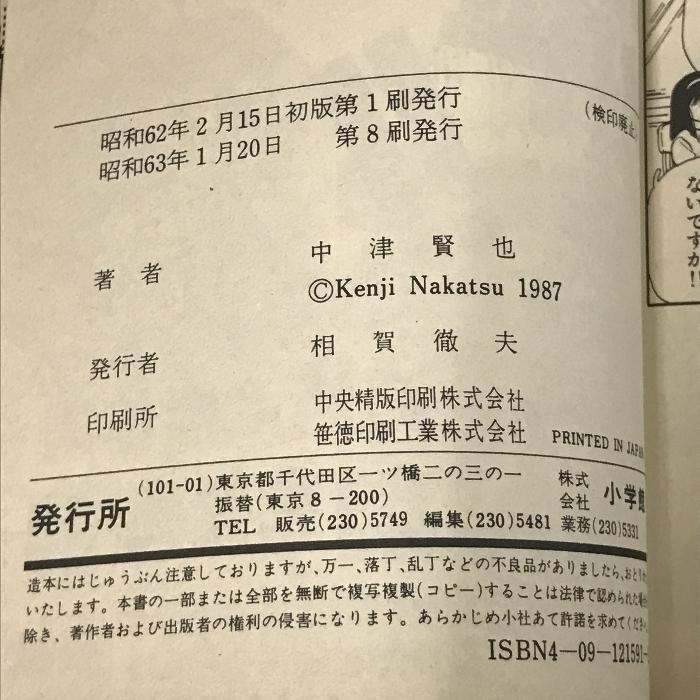 昭和62年2月15日初版第1刷発行
(検印廃止)
昭和63年1月20日 第8刷発行
著者 中津賢也
©Kenji Nakatsu 1987
発行者 相賀徹夫
印刷所 中央精版印刷株式会社
笹徳印刷工業株式会社
PRINTED IN JAPAN
発行所
(101-01)東京都千代田区一ツ橋二の三の一
振替(東京8-200)
TEL 販売(230)5749 編集(230)5481 業務(230)5331
株式会社 小学館
造本にはじゅうぶん注意しておりますが、万一、落丁、乱丁などの不良品がありましたら、おとりか
いたします。本書の一部または全部を無断で複写複製(コピー)することは法律で認められた場合
除き、著作者および出版者の権利の侵害になります。あらかじめ小社あて許諾を求めてください。
ISBN4-09-121591-
ないですか!!